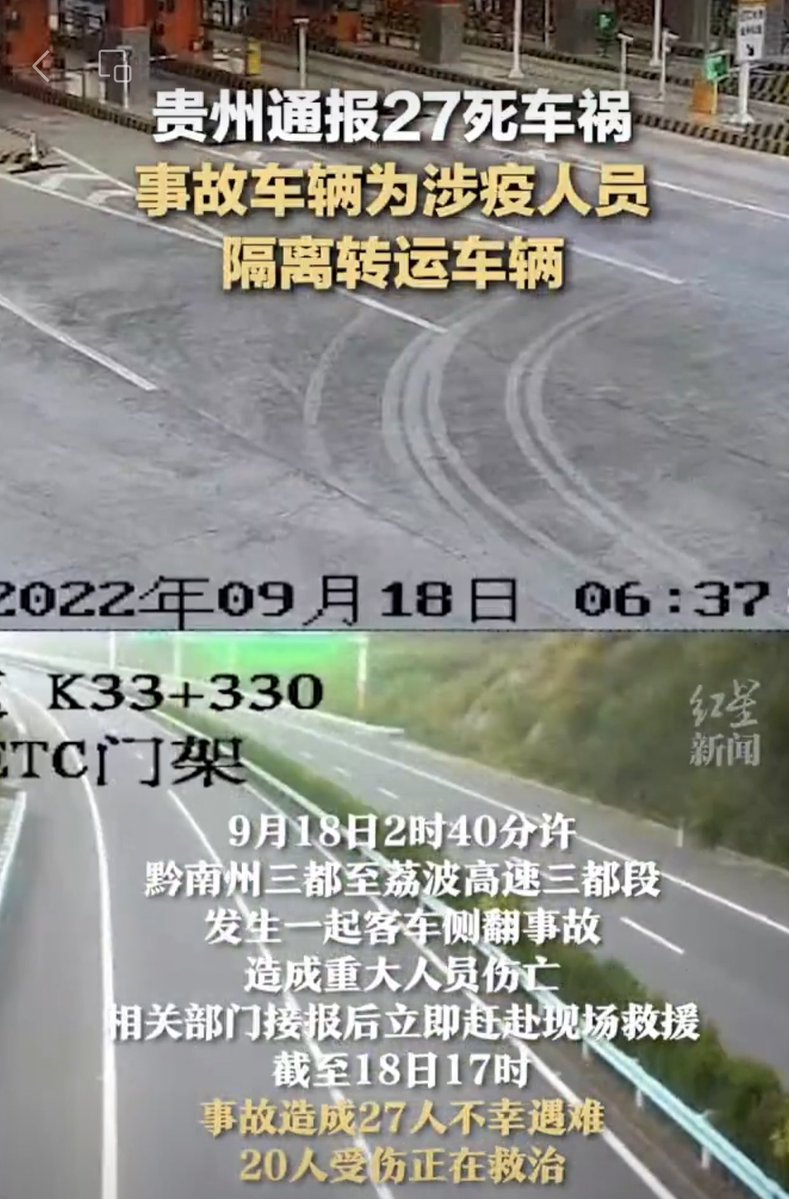 贵州通报27死车祸
事故车辆为涉疫人员
隔离转运车辆
2022年09月18日 06:37
K33+330
ETC门架
红星
新闻
9月18日2时40分许
黔南州三都至荔波高速三都段
发生一起客车侧翻事故
造成重大人员伤亡
相关部门接报后立即赶赴现场救援
截至18日17时
事故造成27人不幸遇难
20人受伤正在救治